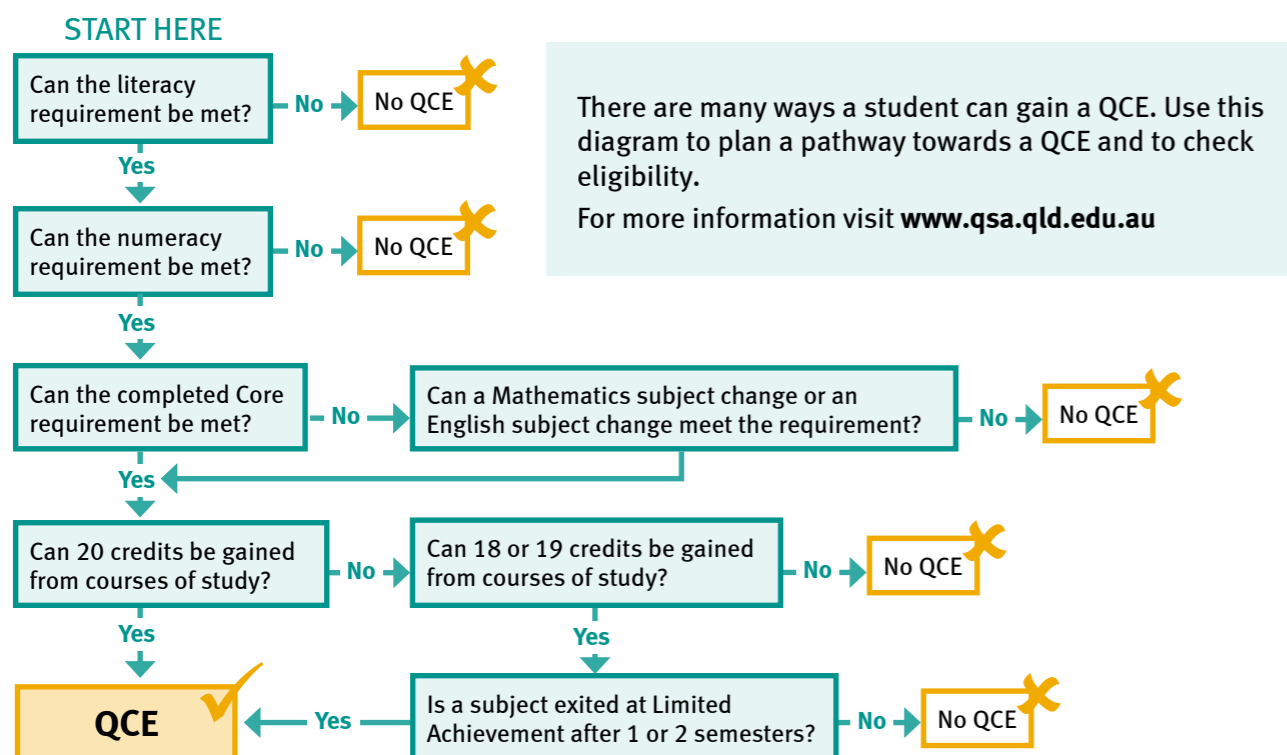 START HERE
Can the literacy
requirement be met?
No
No QCE
There are many ways a student can gain a QCE. Use this
diagram to plan a pathway towards a QCE and to check
eligibility.
For more information visit www.qsa.qld.edu.au
Yes
Can the numeracy
requirement be met?
No
No QCE
Yes
Can the completed Core
requirement be met?
No
Can a Mathematics subject change or an
English subject change meet the requirement?
No
No QCE
Yes
Can 20 credits be gained
from courses of study?
No
Can 18 or 19 credits be gained
from courses of study?
No
No QCE
Yes
Yes
QCE
Yes
Is a subject exited at Limited
Achievement after 1 or 2 semesters?
No
No QCE